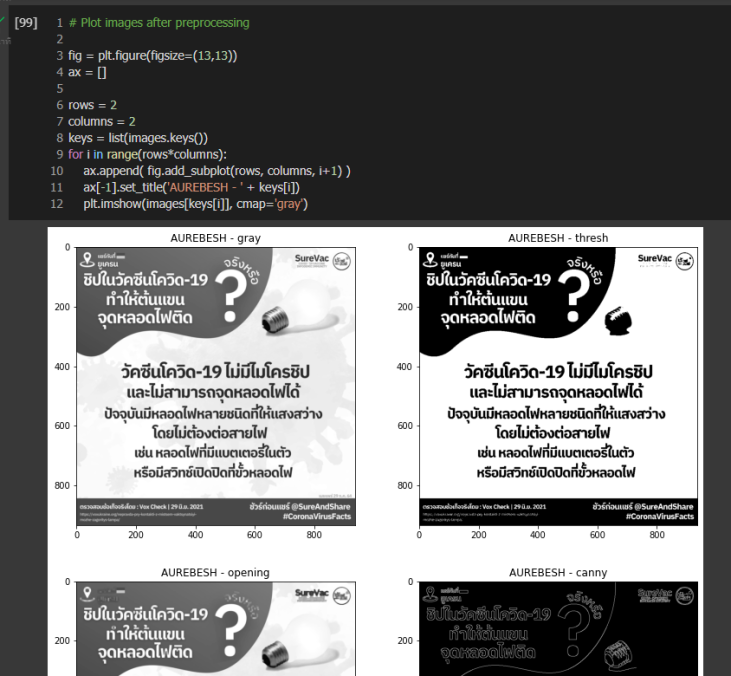 [99]
1 # Plot images after preprocessing
2
3 fig = plt.figure(figsize=(13,13))
4 ax = []
5
6 rows = 2
7 columns = 2
8 keys = list(images.keys())
9 for i in range(rows*columns):
10 ax.append( fig.add_subplot(rows, columns, i+1) )
11 ax[-1].set_title('AUREBESH - ' + keys[i])
12 plt.imshow(images[keys[i]], cmap='gray')
AUREBESH - gray
0
200
400
600
800
0 200 400 600 800
แชร์กันที่
ยูเครน
จริงหรือ
?
SureVac
ชิปในวัคซีนโควิด-19
ทำให้ต้นแขน
จุดหลอดไฟติด
วัคซีนโควิด-19 ไม่มีไมโครชิป
และไม่สามารถจุดหลอดไฟได้
ปัจจุบันมีหลอดไฟหลายชนิดที่ให้แสงสว่าง
โดยไม่ต้องต่อสายไฟ
เช่น หลอดไฟที่มีแบตเตอรี่ในตัว
หรือมีสวิทช์เปิดปิดที่ขั้วหลอดไฟ
ตรวจสอบข้อเท็จจริงโดย : Vox Check | 29 มิ.ย. 2021
ชัวร์ก่อนแชร์ @SureAndShare
#CoronaVirusFacts
AUREBESH - thresh
0
200
400
600
800
0 200 400 600 800
แชร์กันที่
ยูเครน
จริงหรือ
?
SureVac
ชิปในวัคซีนโควิด-19
ทำให้ต้นแขน
จุดหลอดไฟติด
วัคซีนโควิด-19 ไม่มีไมโครชิป
และไม่สามารถจุดหลอดไฟได้
ปัจจุบันมีหลอดไฟหลายชนิดที่ให้แสงสว่าง
โดยไม่ต้องต่อสายไฟ
เช่น หลอดไฟที่มีแบตเตอรี่ในตัว
หรือมีสวิทช์เปิดปิดที่ขั้วหลอดไฟ
ตรวจสอบข้อเท็จจริงโดย : Vox Check | 29 มิ.ย. 2021
ชัวร์ก่อนแชร์ @SureAndShare
#CoronaVirusFacts
AUREBESH - opening
0
200
ยูเครน
?
SureVac
ชิปในวัคซีนโควิด-19
ทำให้ต้นแขน
จุดหลอดไฟติด
AUREBESH - canny
0
200
ยูเครน
จริงหรือ
?
SureVac
ชิปในวัคซีนโควิด-19
ทำให้ต้นแขน
จุดหลอดไฟติด